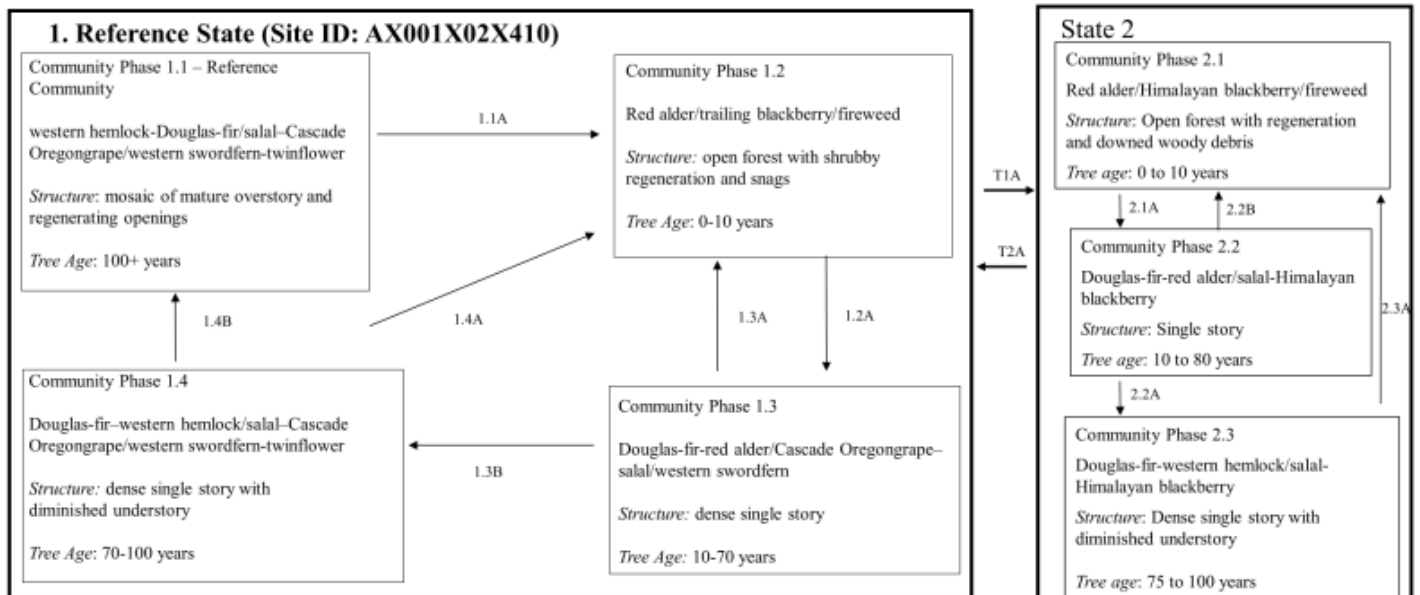 1. Reference State (Site ID: AX001X02X410)
Community Phase 1.1 – Reference
Community
western hemlock-Douglas-fir/salal–Cascade
Oregongrape/western swordfern-twinflower
Structure: mosaic of mature overstory and
regenerating openings
Tree Age: 100+ years
1.1A
Community Phase 1.2
Red alder/trailing blackberry/fireweed
Structure: open forest with shrubby
regeneration and snags
Tree Age: 0-10 years
1.4B
1.4A
1.3A
1.2A
Community Phase 1.4
Douglas-fir–western hemlock/salal–Cascade
Oregongrape/western swordfern-twinflower
Structure: dense single story with
diminished understory
Tree Age: 70-100 years
1.3B
Community Phase 1.3
Douglas-fir-red alder/Cascade Oregongrape–
salal/western swordfern
Structure: dense single story
Tree Age: 10-70 years
T1A
T2A
State 2
Community Phase 2.1
Red alder/Himalayan blackberry/fireweed
Structure: Open forest with regeneration
and downed woody debris
Tree age: 0 to 10 years
2.1A
2.2B
Community Phase 2.2
Douglas-fir-red alder/salal-Himalayan
blackberry
Structure: Single story
Tree age: 10 to 80 years
2.3A
2.2A
Community Phase 2.3
Douglas-fir-western hemlock/salal-
Himalayan blackberry
Structure: Dense single story with
diminished understory
Tree age: 75 to 100 years